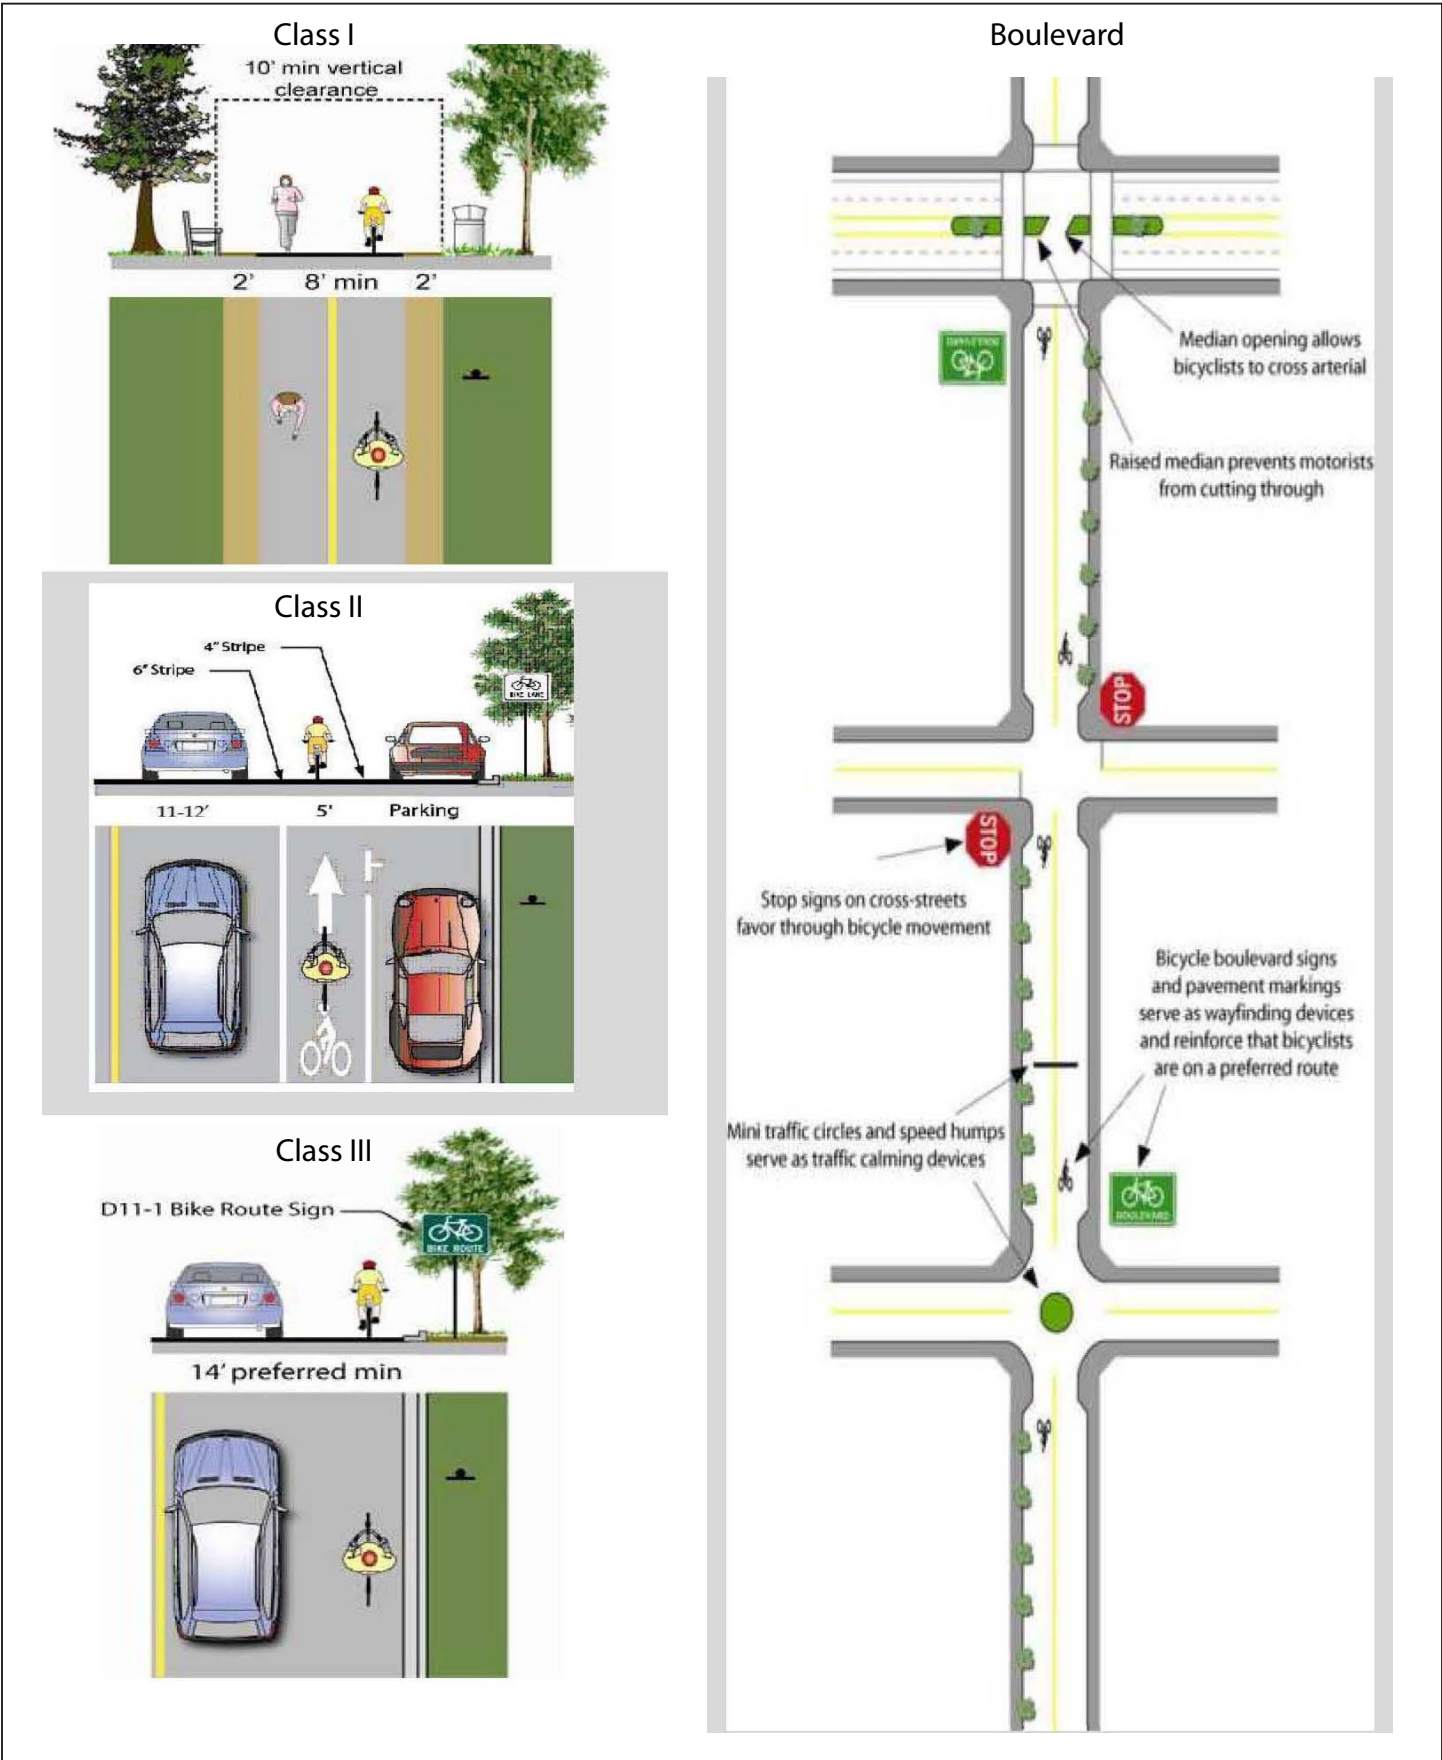 Class I
10' min vertical
clearance
2' 8' min 2'
Class II
4" Stripe
6" Stripe
BIKE LANE
11-12' 5' Parking
Class III
D11-1 Bike Route Sign
BIKE ROUTE
14' preferred min
Boulevard
BOULEVARD
Median opening allows
bicyclists to cross arterial
Raised median prevents motorists
from cutting through
STOP
STOP
Stop signs on cross-streets
favor through bicycle movement
Bicycle boulevard signs
and pavement markings
serve as wayfinding devices
and reinforce that bicyclists
are on a preferred route
Mini traffic circles and speed humps
serve as traffic calming devices
BOULEVARD